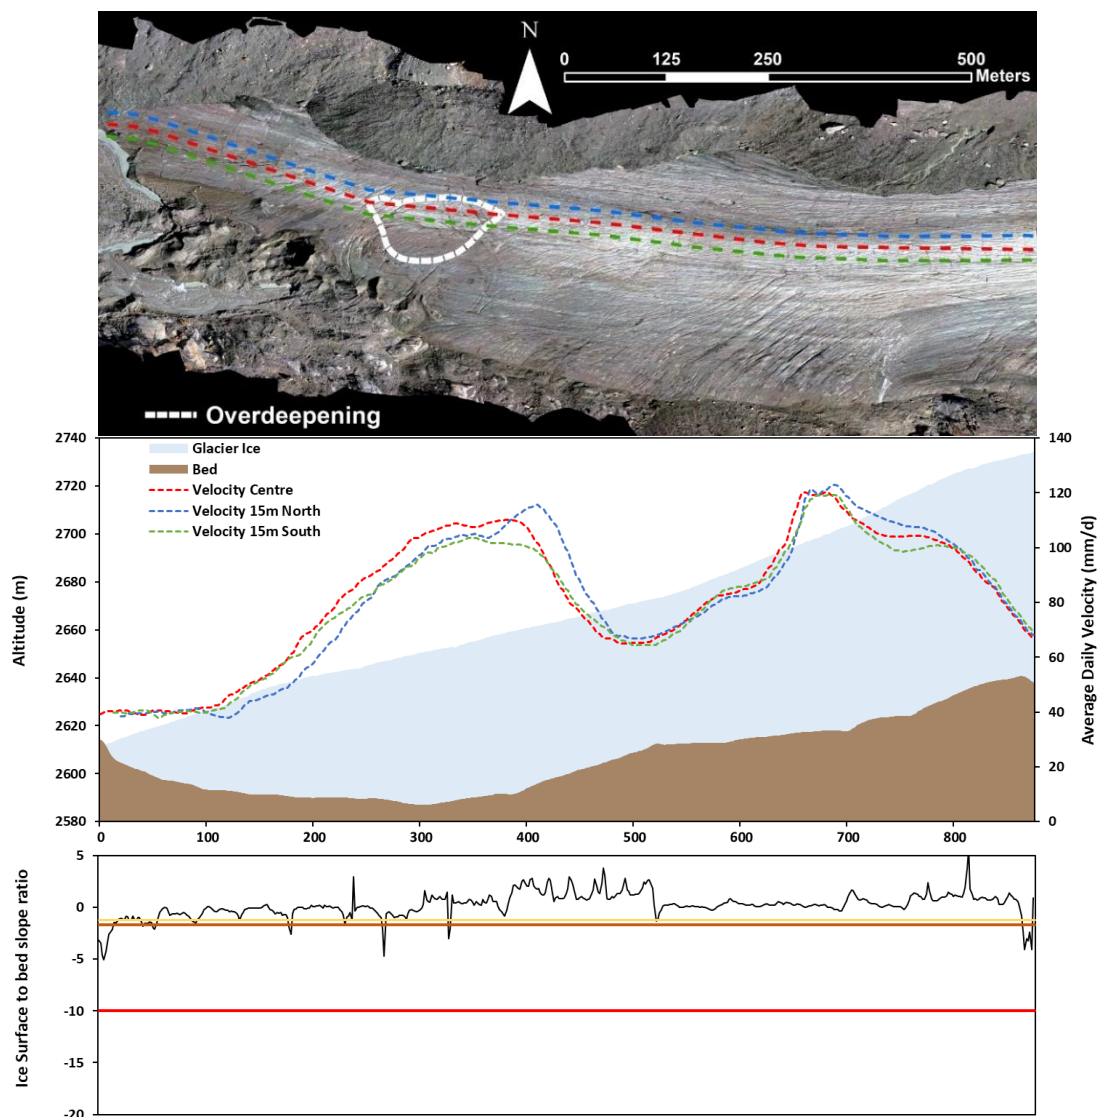 N
0 125 250 500
Meters
Overdeepening
2740 140
Glacier Ice
Bed
2720 120
Velocity Centre
Velocity 15m North
Velocity 15m South
2700 100
2680 80
2660 60
2640 40
2620 20
2600
2580 0
Altitude (m)
Average Daily Velocity (mm/d)
0 100 200 300 400 500 600 700 800
5
0
-5
-10
-15
-20
Ice Surface to bed slope ratio